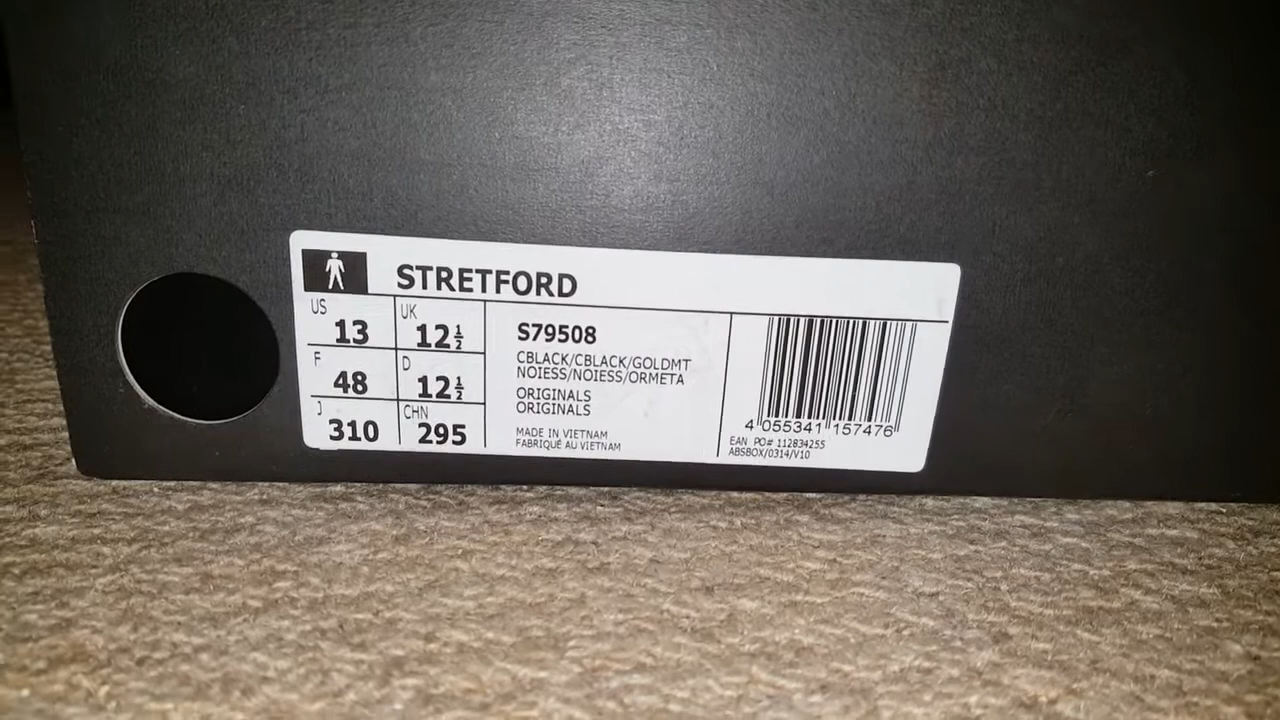 STRETFORD
US 13 UK 12½
F 48 D 12½
J 310 CHN 295
S79508
CBLACK/CBLACK/GOLDMT
NOIESS/NOIESS/ORMETA
ORIGINALS
ORIGINALS
MADE IN VIETNAM
FABRIQUÉ AU VIETNAM
4 055341 157476
EAN PO# 112834255
ABSBOX/0314/V10